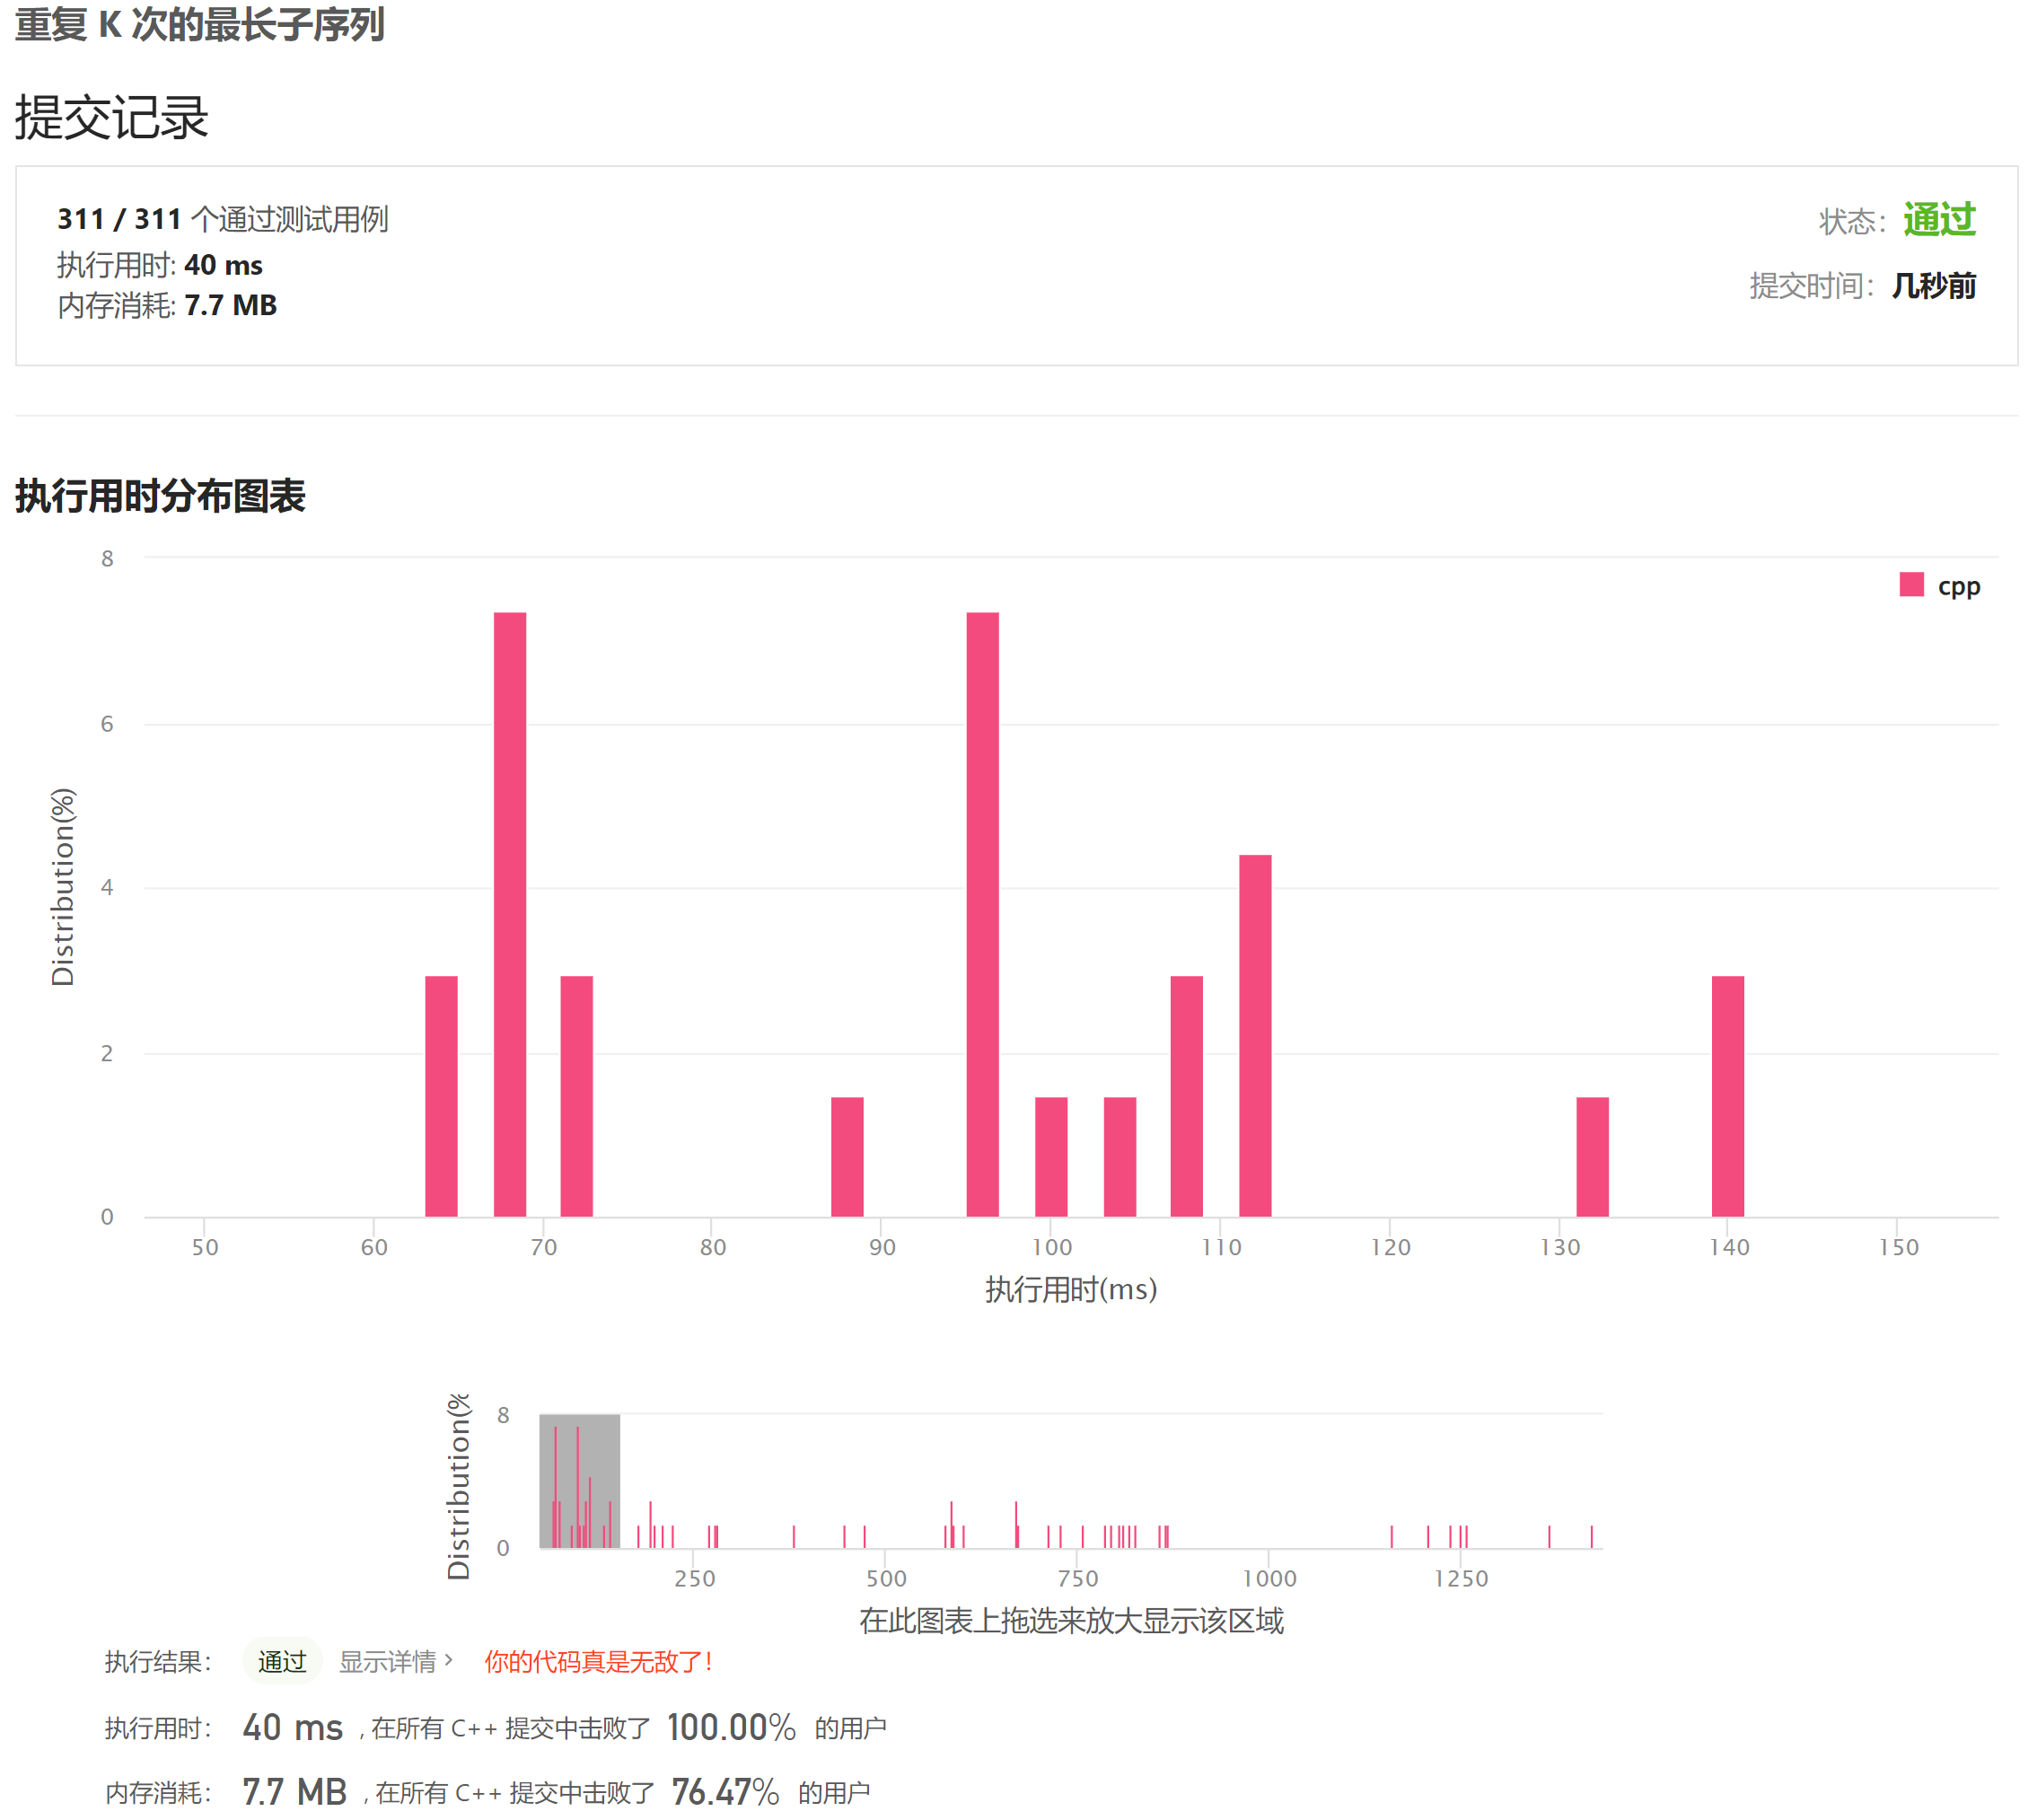 重复 K 次的最长子序列
提交记录
311 / 311 个通过测试用例
状态：通过
执行用时: 40 ms
提交时间：几秒前
内存消耗: 7.7 MB
执行用时分布图表
8
cpp
6
4
2
0
Distribution(%)
50 60 70 80 90 100 110 120 130 140 150
执行用时(ms)
Distribution(%
8
0
250 500 750 1000 1250
在此图表上拖选来放大显示该区域
执行结果： 通过 显示详情 > 你的代码真是无敌了！
执行用时： 40 ms , 在所有 C++ 提交中击败了 100.00% 的用户
内存消耗： 7.7 MB , 在所有 C++ 提交中击败了 76.47% 的用户